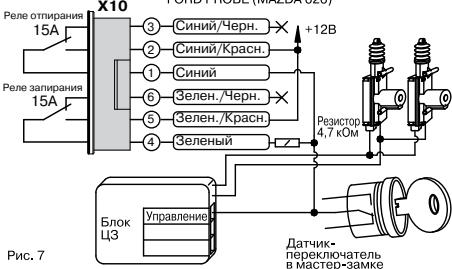 X10
FORD PROBE (MAZDA 626)
Реле отпирания
15А
3 Синий/Черн.
+12В
2 Синий/Красн.
1 Синий
Реле запирания
15А
6 Зелен./Черн.
5 Зелен./Красн.
4 Зеленый
Резистор
4,7 кОм
Блок
ЦЗ
Управление
Датчик-
переключатель
в мастер-замке
Рис. 7